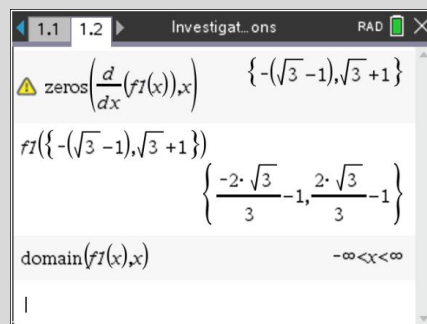 1.1 1.2 Investigat...ons RAD
zeros(d/dx(f1(x)),x) {-(√3-1),√3+1}
f1({-(√3-1),√3+1})
{-2·√3/3-1,2·√3/3-1}
domain(f1(x),x) -∞<x<∞